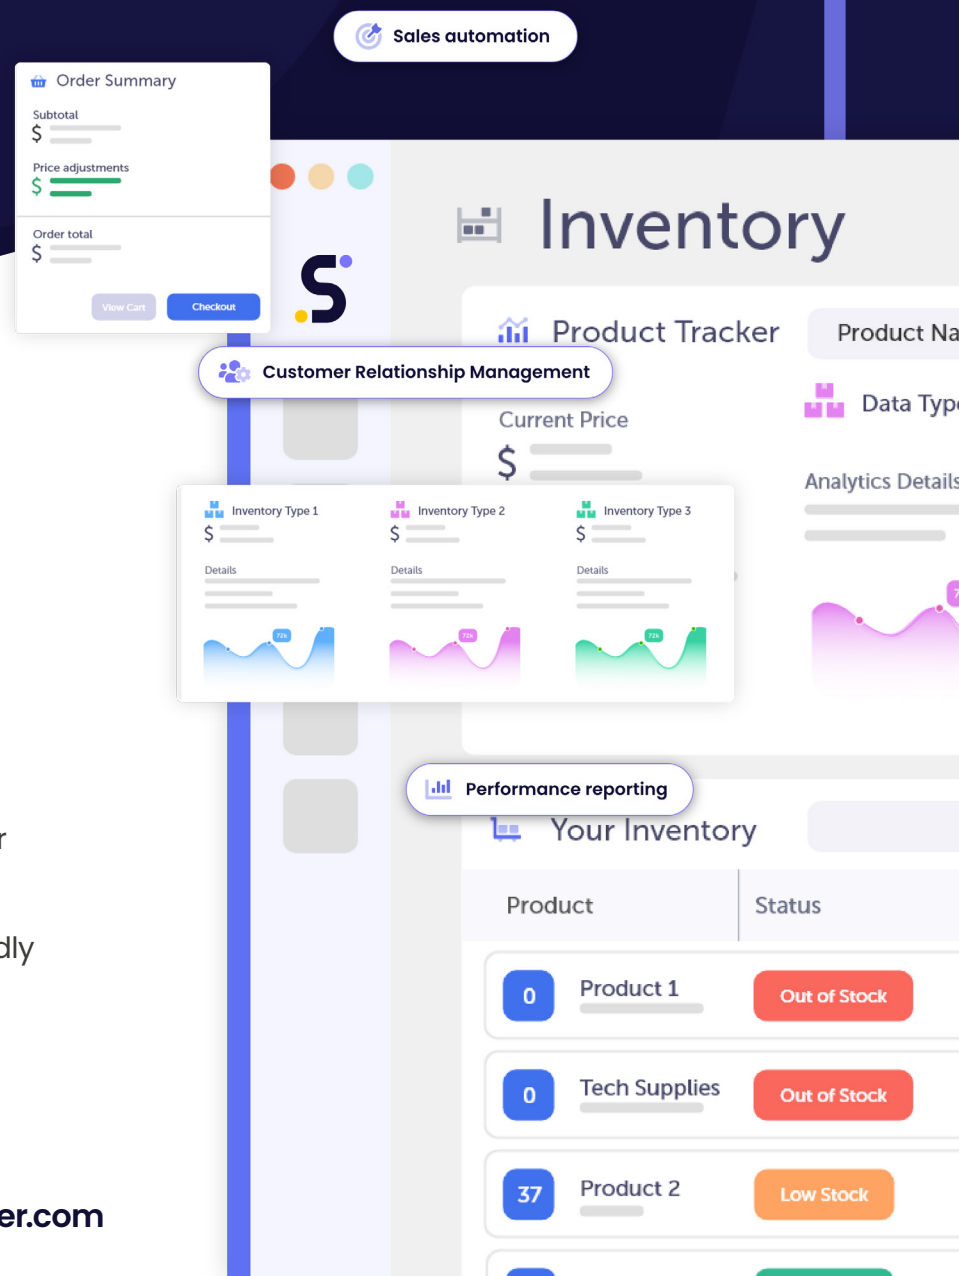 Sales automation
Order Summary
Subtotal
$
Price adjustments
$
Order total
$
View Cart
Checkout
Inventory
Product Tracker
Product Na
Customer Relationship Management
Data Type
Current Price
$
Analytics Details
Inventory Type 1
$
Details
72k
Inventory Type 2
$
Details
72k
Inventory Type 3
$
Details
72k
7
Performance reporting
Your Inventory
r
dly
er.com
Product
Status
0
Product 1
Out of Stock
0
Tech Supplies
Out of Stock
37
Product 2
Low Stock